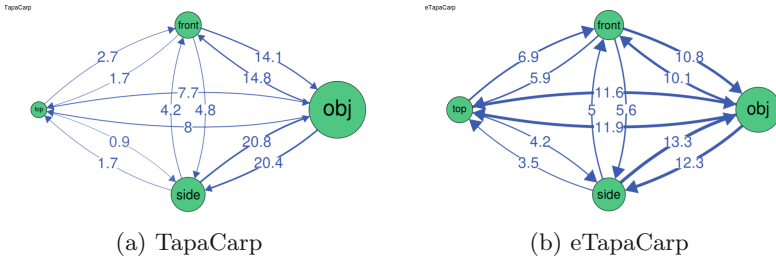 TapaCarp eTapaCarp
front front
2.7 14.1 6.9 10.8
1.7 14.8 5.9 10.1
7.7 11.6
top 4.2 4.8 obj top 5 5.6 obj
8 11.9
0.9 20.8 4.2 13.3
1.7 20.4 3.5 12.3
side side
(a) TapaCarp (b) eTapaCarp